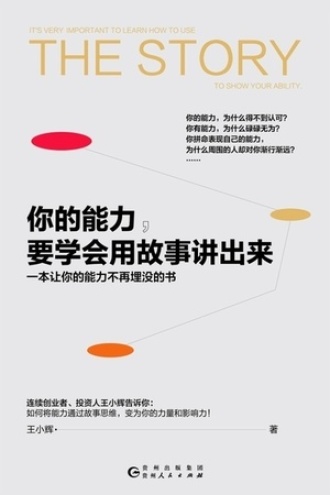 IT'S VERY IMPORTANT TO LEARN HOW TO USE
THE STORY
TO SHOW YOUR ABILITY.
你的能力，为什么得不到认可？
你有能力，为什么碌碌无为？
你拼命表现自己的能力，
为什么周围的人却对你渐行渐远？
……
你的能力，
要学会用故事讲出来
一本让你的能力不再埋没的书
连续创业者、投资人王小辉告诉你：
如何将能力通过故事思维，变为你的力量和影响力！
王小辉·著
贵州出版集团
贵州人民出版社